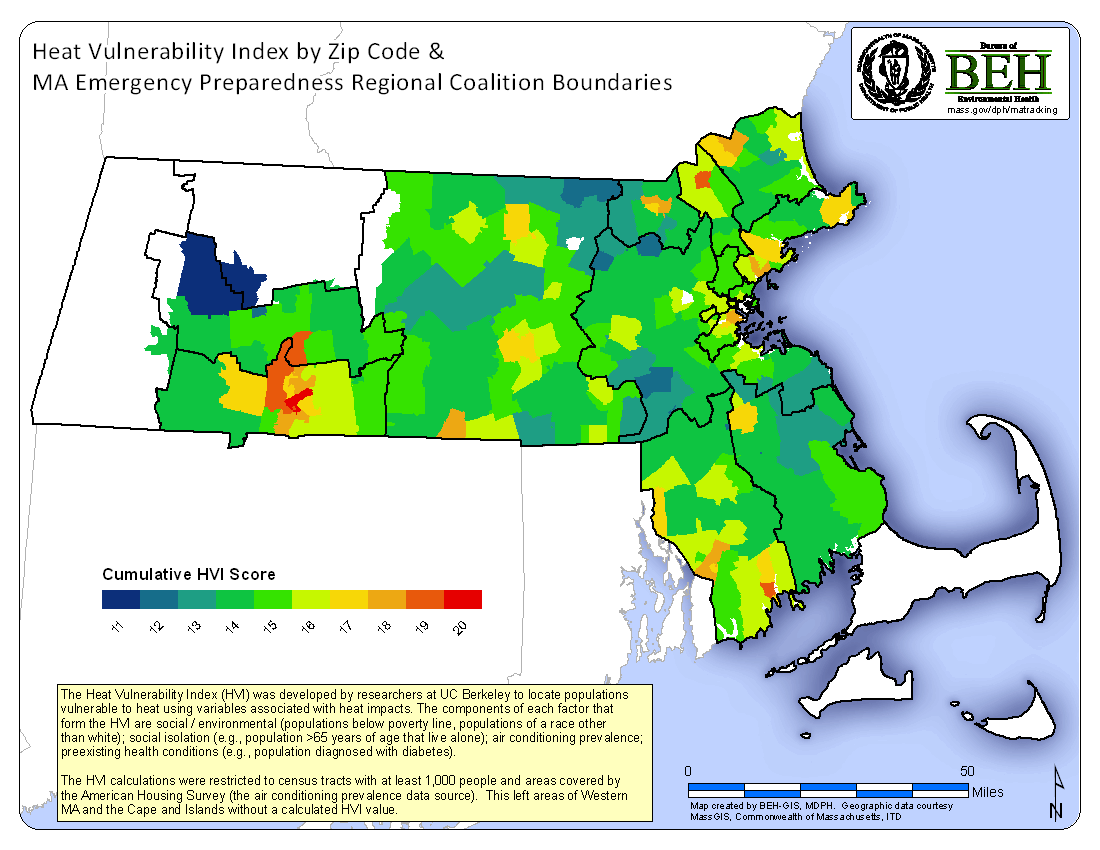 Heat Vulnerability Index by Zip Code &
MA Emergency Preparedness Regional Coalition Boundaries
Bureau of
BEH
Environmental Health
mass.gov/dph/matracking
Cumulative HVI Score
11 12 13 14 15 16 17 18 19 20
The Heat Vulnerability Index (HVI) was developed by researchers at UC Berkeley to locate populations
vulnerable to heat using variables associated with heat impacts. The components of each factor that
form the HVI are social / environmental (populations below poverty line, populations of a race other
than white); social isolation (e.g., population >65 years of age that live alone); air conditioning prevalence;
preexisting health conditions (e.g., population diagnosed with diabetes).
The HVI calculations were restricted to census tracts with at least 1,000 people and areas covered by
the American Housing Survey (the air conditioning prevalence data source). This left areas of Western
MA and the Cape and Islands without a calculated HVI value.
0 50
Miles
Map created by BEH-GIS, MDPH. Geographic data courtesy
MassGIS, Commonwealth of Massachusetts, ITD
N